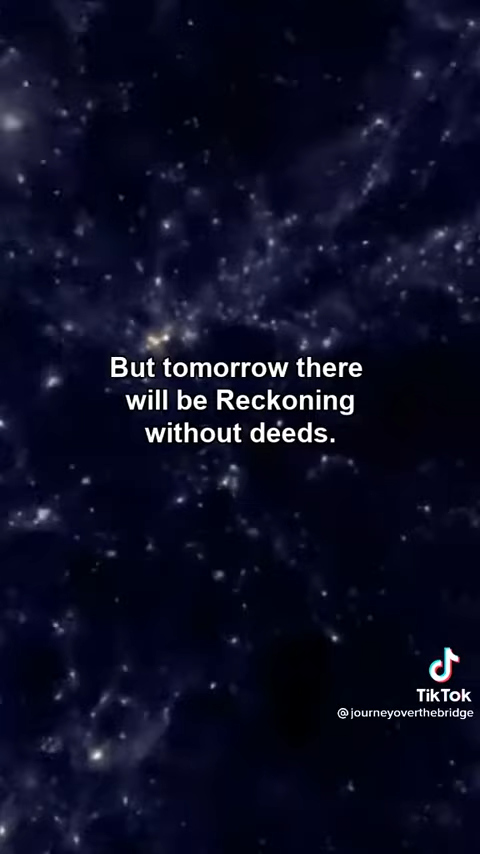 But tomorrow there
will be Reckoning
without deeds.
TikTok
@journeyoverthebridge